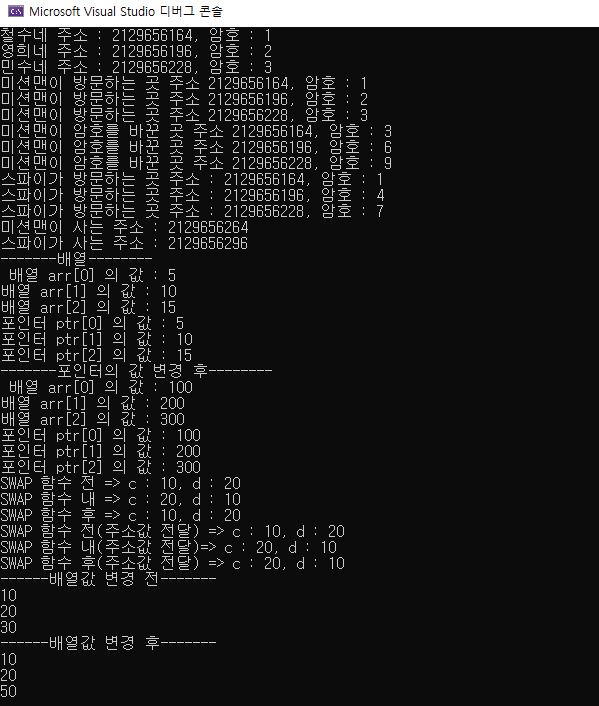 Microsoft Visual Studio 디버그 콘솔
철수네 주소 : 2129656164, 암호 : 1
영희네 주소 : 2129656196, 암호 : 2
민수네 주소 : 2129656228, 암호 : 3
미션맨이 방문하는 곳 주소 2129656164, 암호 : 1
미션맨이 방문하는 곳 주소 2129656196, 암호 : 2
미션맨이 방문하는 곳 주소 2129656228, 암호 : 3
미션맨이 암호를 바꾼 곳 주소 2129656164, 암호 : 3
미션맨이 암호를 바꾼 곳 주소 2129656196, 암호 : 6
미션맨이 암호를 바꾼 곳 주소 2129656228, 암호 : 9
스파이가 방문하는 곳 주소 : 2129656164, 암호 : 1
스파이가 방문하는 곳 주소 : 2129656196, 암호 : 4
스파이가 방문하는 곳 주소 : 2129656228, 암호 : 7
미션맨이 사는 주소 : 2129656264
스파이가 사는 주소 : 2129656296
-------배열--------
 배열 arr[0] 의 값 : 5
배열 arr[1] 의 값 : 10
배열 arr[2] 의 값 : 15
포인터 ptr[0] 의 값 : 5
포인터 ptr[1] 의 값 : 10
포인터 ptr[2] 의 값 : 15
-------포인터의 값 변경 후--------
 배열 arr[0] 의 값 : 100
배열 arr[1] 의 값 : 200
배열 arr[2] 의 값 : 300
포인터 ptr[0] 의 값 : 100
포인터 ptr[1] 의 값 : 200
포인터 ptr[2] 의 값 : 300
SWAP 함수 전 => c : 10, d : 20
SWAP 함수 내 => c : 20, d : 10
SWAP 함수 후 => c : 10, d : 20
SWAP 함수 전(주소값 전달) => c : 10, d : 20
SWAP 함수 내(주소값 전달)=> c : 20, d : 10
SWAP 함수 후(주소값 전달) => c : 20, d : 10
------배열값 변경 전-------
10
20
30
------배열값 변경 후-------
10
20
50